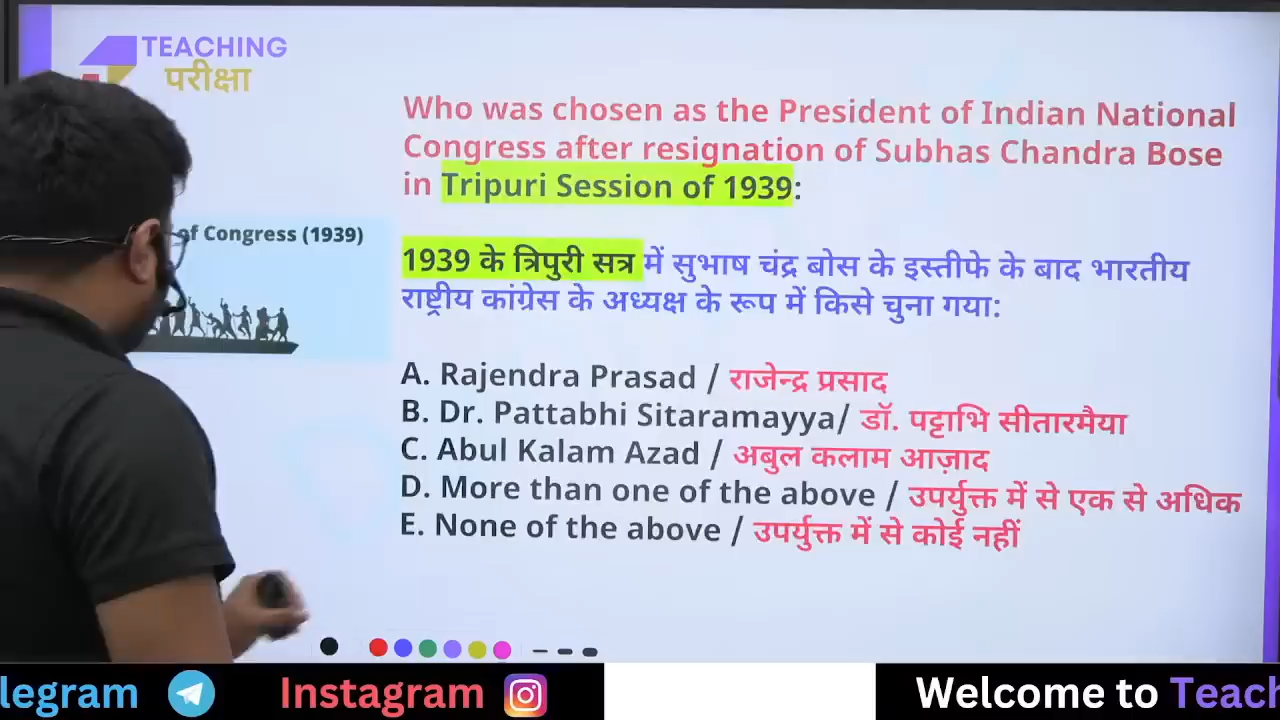 TEACHING
परीक्षा
Who was chosen as the President of Indian National
Congress after resignation of Subhas Chandra Bose
in Tripuri Session of 1939:
of Congress (1939)
1939 के त्रिपुरी सत्र में सुभाष चंद्र बोस के इस्तीफे के बाद भारतीय
राष्ट्रीय कांग्रेस के अध्यक्ष के रूप में किसे चुना गया:
A. Rajendra Prasad / राजेन्द्र प्रसाद
B. Dr. Pattabhi Sitaramayya/ डॉ. पट्टाभि सीतारमैया
C. Abul Kalam Azad / अबुल कलाम आज़ाद
D. More than one of the above / उपर्युक्त में से एक से अधिक
E. None of the above / उपर्युक्त में से कोई नहीं
legram Instagram Welcome to Teach